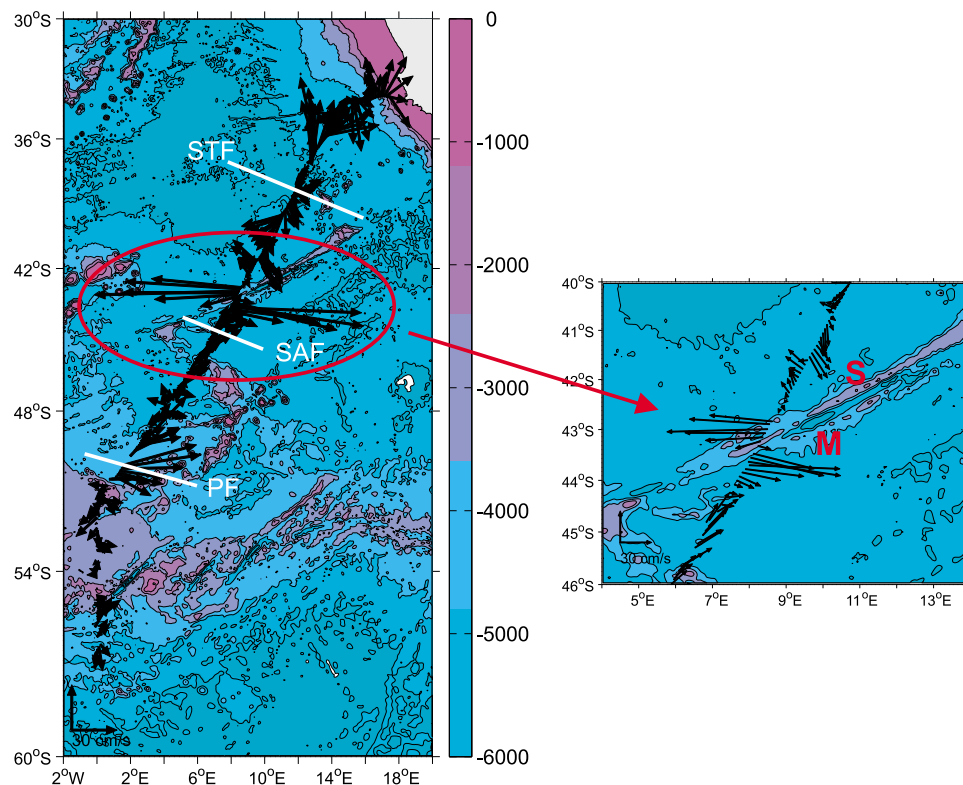 30°S
36°S
42°S
48°S
54°S
60°S
2°W
2°E
6°E
10°E
14°E
18°E
STF
SAF
PF
30 cm/s
0
-1000
-2000
-3000
-4000
-5000
-6000
40°S
41°S
42°S
43°S
44°S
45°S
46°S
5°E
7°E
9°E
11°E
13°E
S
M
30 cm/s